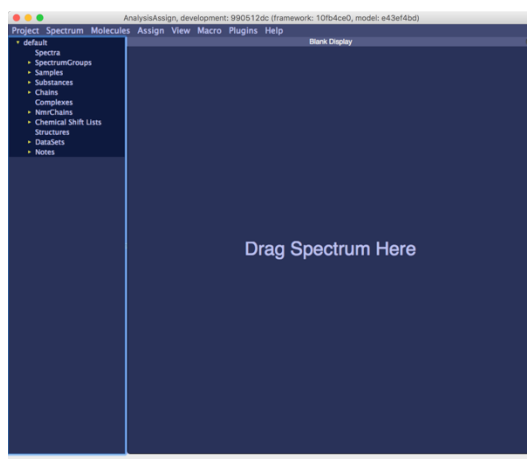 AnalysisAssign, development: 990512dc (framework: 10fb4ce0, model: e43ef4bd)
Project Spectrum Molecules Assign View Macro Plugins Help
default
Blank Display
Spectra
SpectrumGroups
Samples
Substances
Chains
Complexes
NmrChains
Chemical Shift Lists
Structures
DataSets
Notes
Drag Spectrum Here